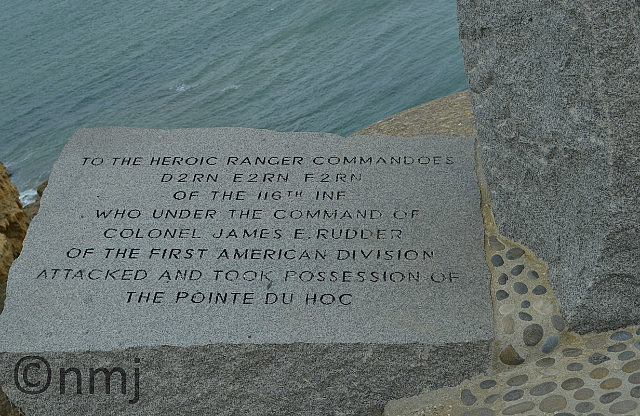 TO THE HEROIC RANGER COMMANDOES
D2RN E2RN F2RN
OF THE 116TH INF
WHO UNDER THE COMMAND OF
COLONEL JAMES E. RUDDER
OF THE FIRST AMERICAN DIVISION
ATTACKED AND TOOK POSSESSION OF
THE POINTE DU HOC
©nmj